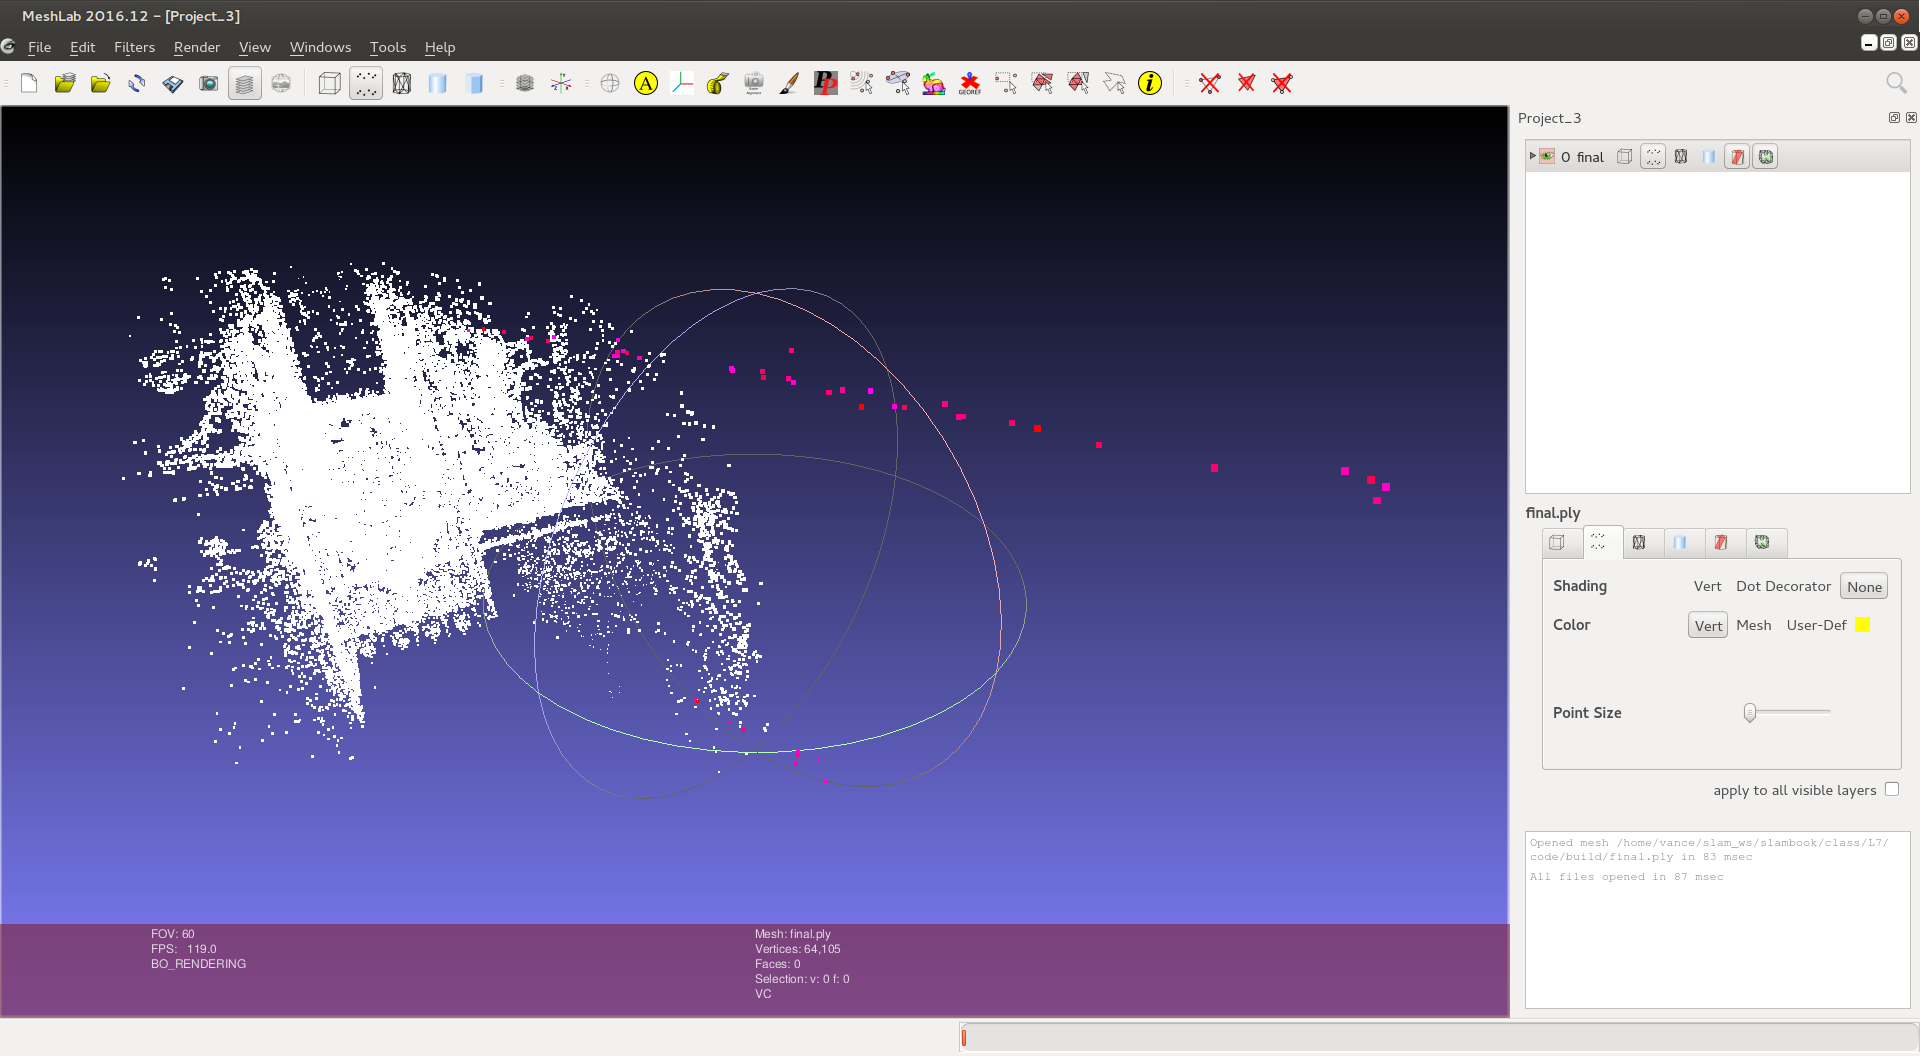 MeshLab 2016.12 - [Project_3]
File Edit Filters Render View Windows Tools Help
A
PP
GEOREF
i
Project_3
0 final
final.ply
Shading Vert Dot Decorator None
Color Vert Mesh User-Def
Point Size
apply to all visible layers
Opened mesh /home/vance/slam_ws/slambook/class/L7/
code/build/final.ply in 83 msec
All files opened in 87 msec
FOV: 60
FPS: 119.0
BO_RENDERING
Mesh: final.ply
Vertices: 64,105
Faces: 0
Selection: v: 0 f: 0
VC